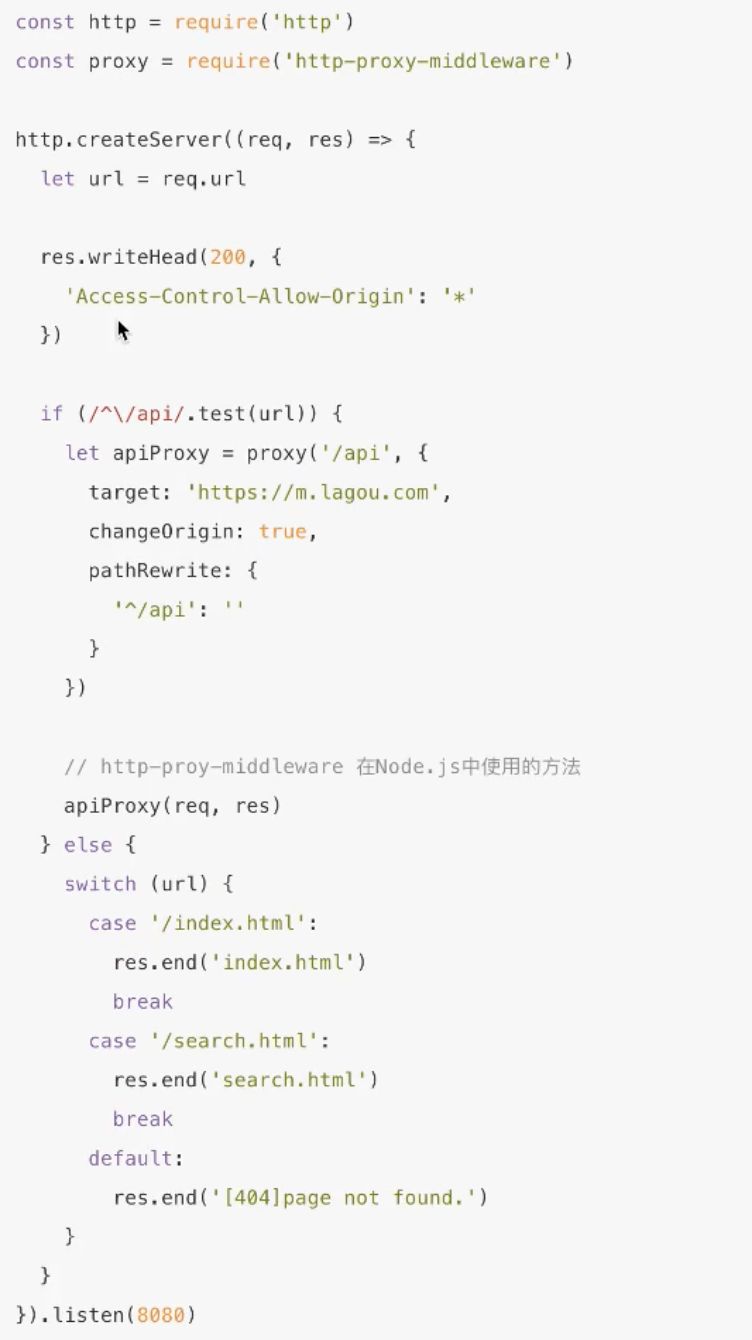 const http = require('http')
const proxy = require('http-proxy-middleware')
http.createServer((req, res) => {
let url = req.url
res.writeHead(200, {
'Access-Control-Allow-Origin': '*'
})
if (/^\/api/.test(url)) {
let apiProxy = proxy('/api', {
target: 'https://m.lagou.com',
changeOrigin: true,
pathRewrite: {
'^/api': ''
}
})
// http-proy-middleware 在Node.js中使用的方法
apiProxy(req, res)
} else {
switch (url) {
case '/index.html':
res.end('index.html')
break
case '/search.html':
res.end('search.html')
break
default:
res.end('[404]page not found.')
}
}
}).listen(8080)